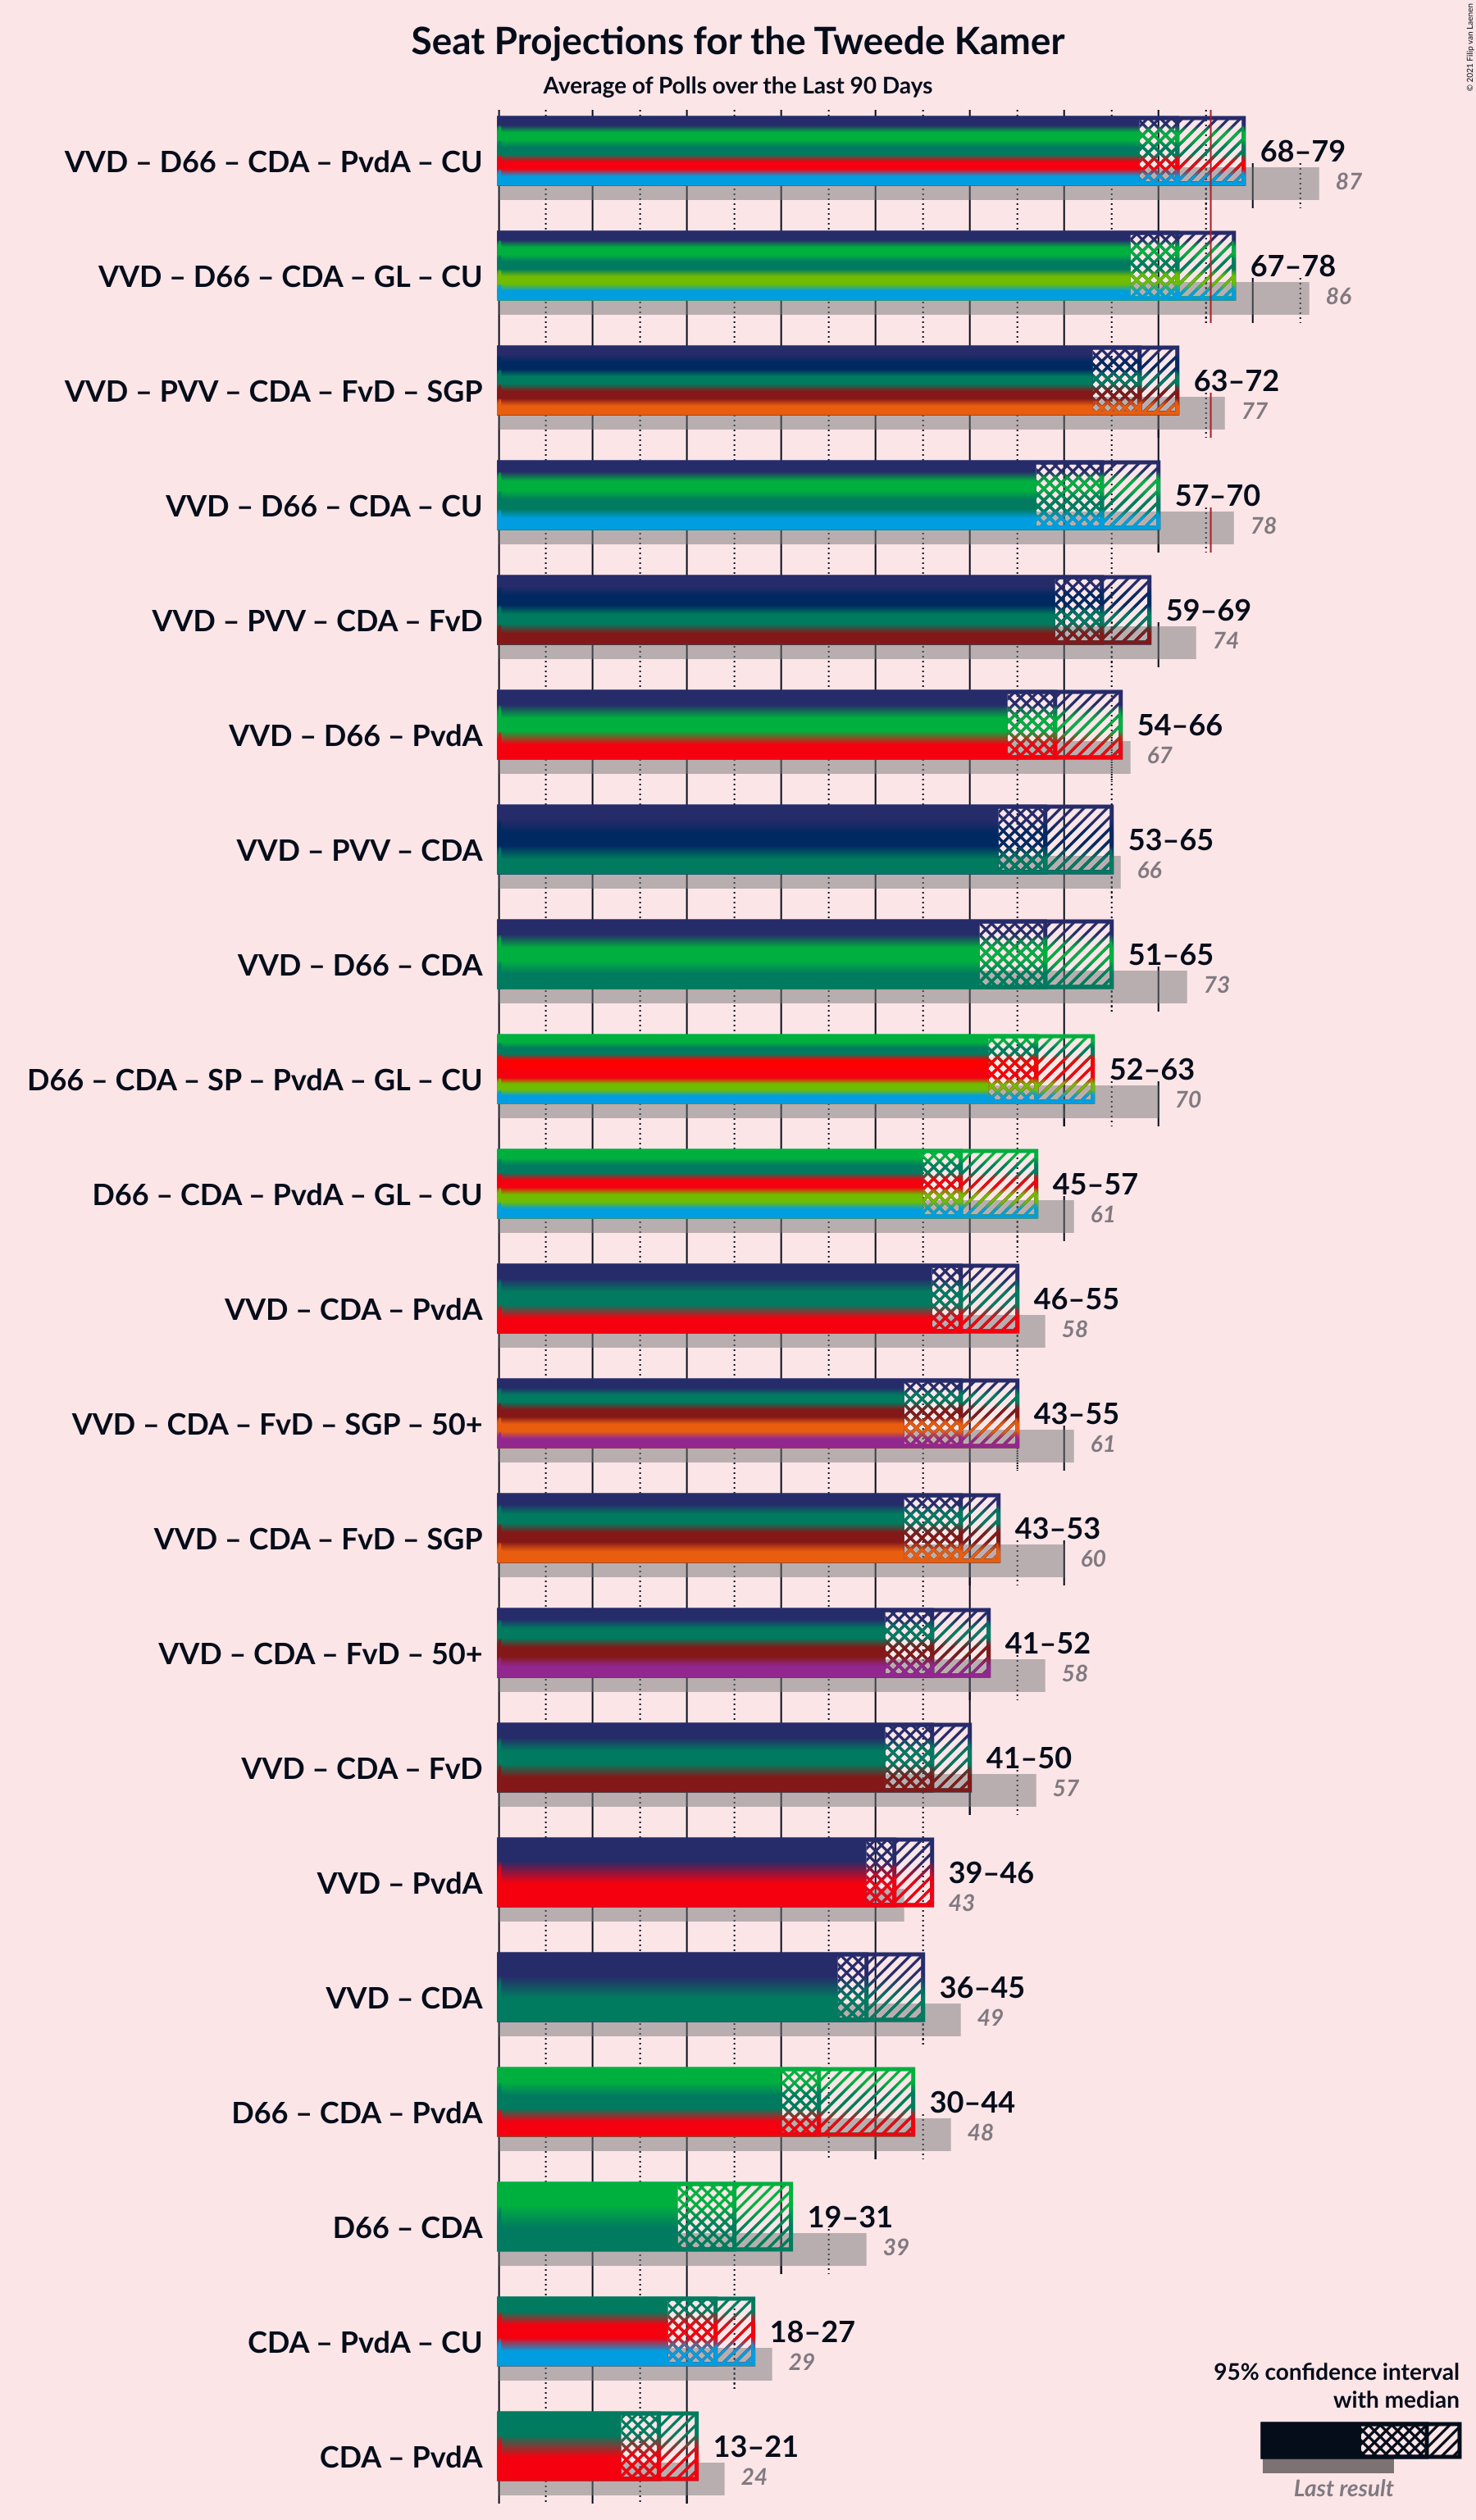 © 2021 Filip van Laenen
Seat Projections for the Tweede Kamer
Average of Polls over the Last 90 Days
VVD – D66 – CDA – PvdA – CU
68–79
87
VVD – D66 – CDA – GL – CU
67–78
86
VVD – PVV – CDA – FvD – SGP
63–72
77
VVD – D66 – CDA – CU
57–70
78
VVD – PVV – CDA – FvD
59–69
74
VVD – D66 – PvdA
54–66
67
VVD – PVV – CDA
53–65
66
VVD – D66 – CDA
51–65
73
D66 – CDA – SP – PvdA – GL – CU
52–63
70
D66 – CDA – PvdA – GL – CU
45–57
61
VVD – CDA – PvdA
46–55
58
VVD – CDA – FvD – SGP – 50+
43–55
61
VVD – CDA – FvD – SGP
43–53
60
VVD – CDA – FvD – 50+
41–52
58
VVD – CDA – FvD
41–50
57
VVD – PvdA
39–46
43
VVD – CDA
36–45
49
D66 – CDA – PvdA
30–44
48
D66 – CDA
19–31
39
CDA – PvdA – CU
18–27
29
CDA – PvdA
13–21
24
95% confidence interval
with median
Last result